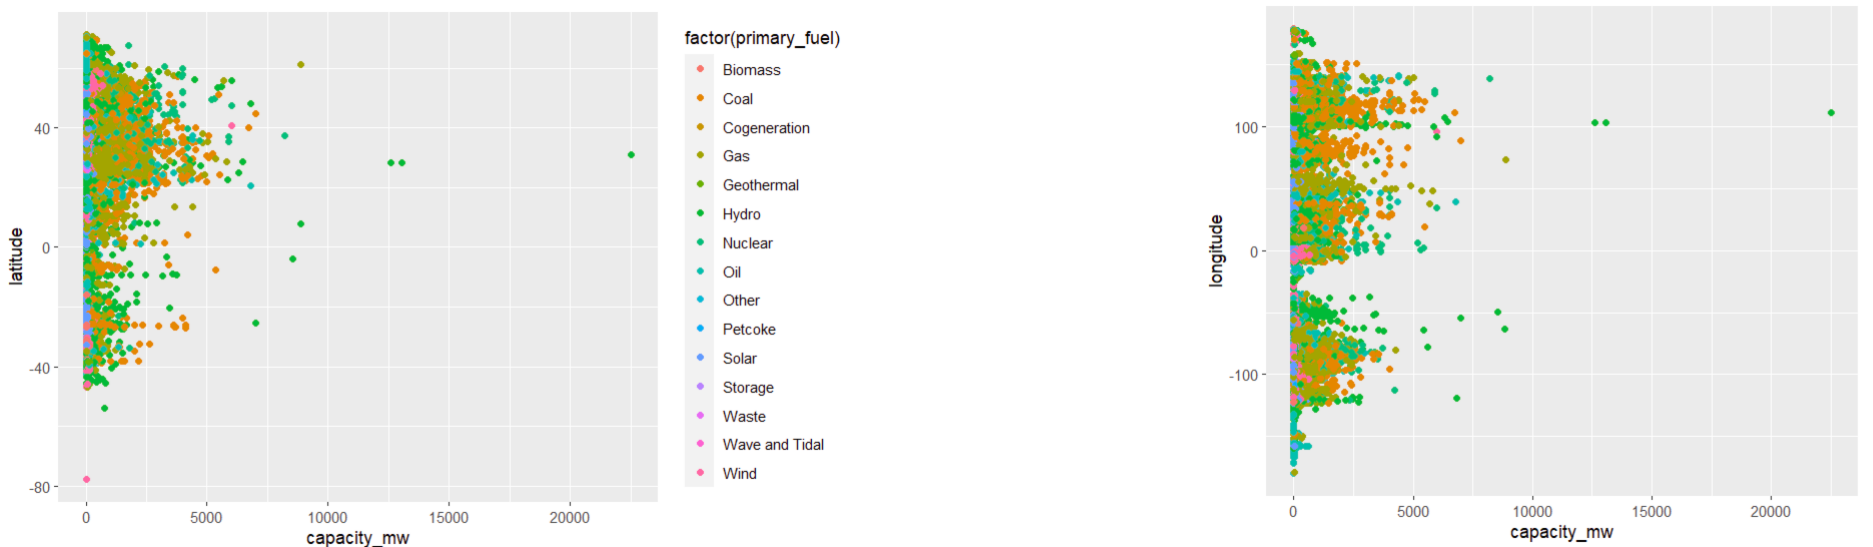 latitude
40
0
-40
-80
0 5000 10000 15000 20000
capacity_mw
factor(primary_fuel)
Biomass
Coal
Cogeneration
Gas
Geothermal
Hydro
Nuclear
Oil
Other
Petcoke
Solar
Storage
Waste
Wave and Tidal
Wind
longitude
100
0
-100
0 5000 10000 15000 20000
capacity_mw